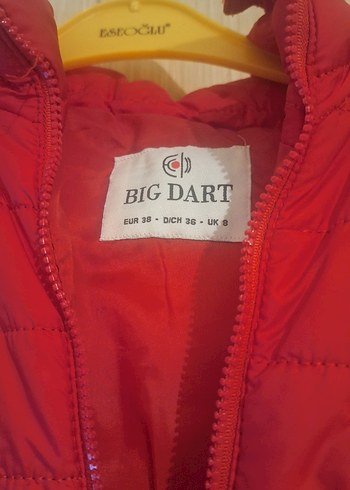 ESEOĞLU
BIG DART
EUR 38 - D/CH 36 - UK 8